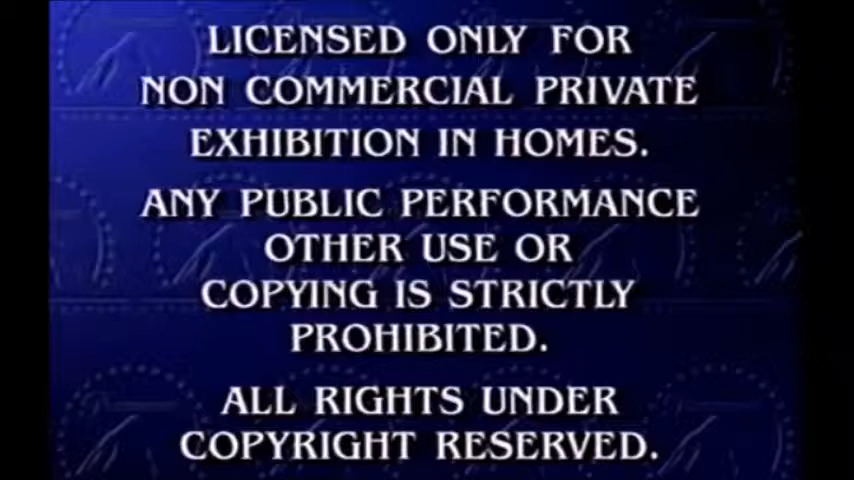 LICENSED ONLY FOR
NON COMMERCIAL PRIVATE
EXHIBITION IN HOMES.
ANY PUBLIC PERFORMANCE
OTHER USE OR
COPYING IS STRICTLY
PROHIBITED.
ALL RIGHTS UNDER
COPYRIGHT RESERVED.